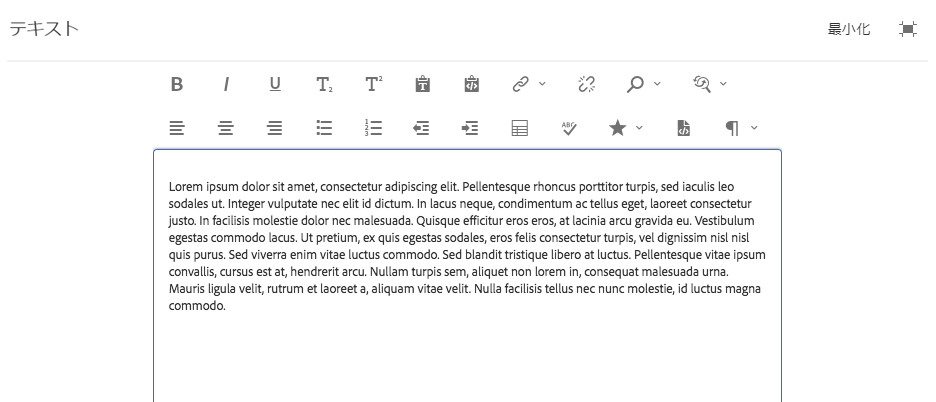 テキスト
最小化
B I U T2 T2
ABC
Lorem ipsum dolor sit amet, consectetur adipiscing elit. Pellentesque rhoncus porttitor turpis, sed iaculis leo
sodales ut. Integer vulputate nec elit id dictum. In lacus neque, condimentum ac tellus eget, laoreet consectetur
justo. In facilisis molestie dolor nec malesuada. Quisque efficitur eros eros, at lacinia arcu gravida eu. Vestibulum
egestas commodo lacus. Ut pretium, ex quis egestas sodales, eros felis consectetur turpis, vel dignissim nisl nisl
quis purus. Sed viverra enim vitae luctus commodo. Sed blandit tristique libero at luctus. Pellentesque vitae ipsum
convallis, cursus est at, hendrerit arcu. Nullam turpis sem, aliquet non lorem in, consequat malesuada urna.
Mauris ligula velit, rutrum et laoreet a, aliquam vitae velit. Nulla facilisis tellus nec nunc molestie, id luctus magna
commodo.